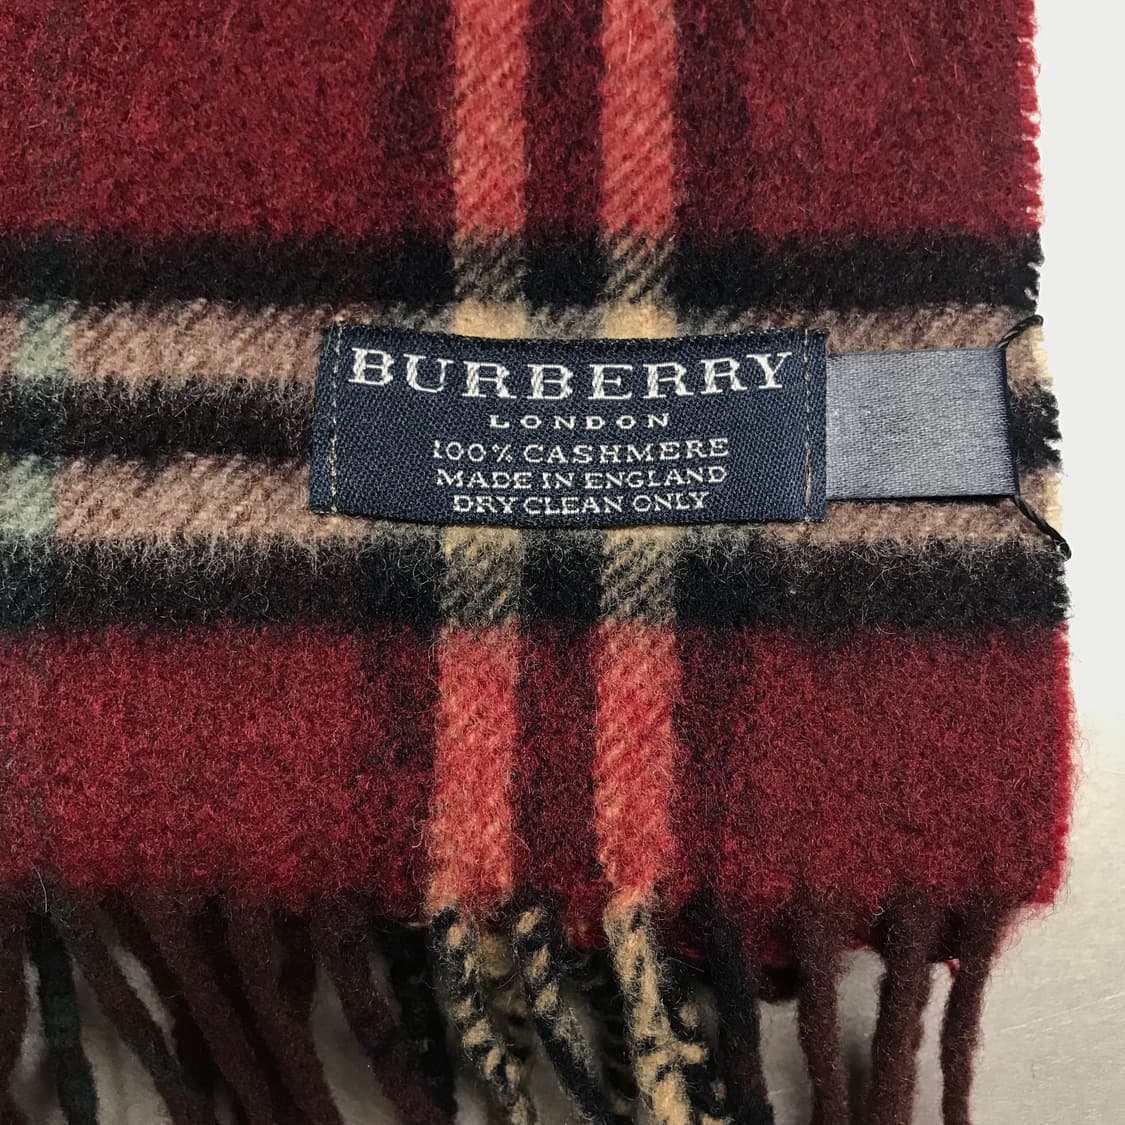 BURBERRY
LONDON
100% CASHMERE
MADE IN ENGLAND
DRY CLEAN ONLY